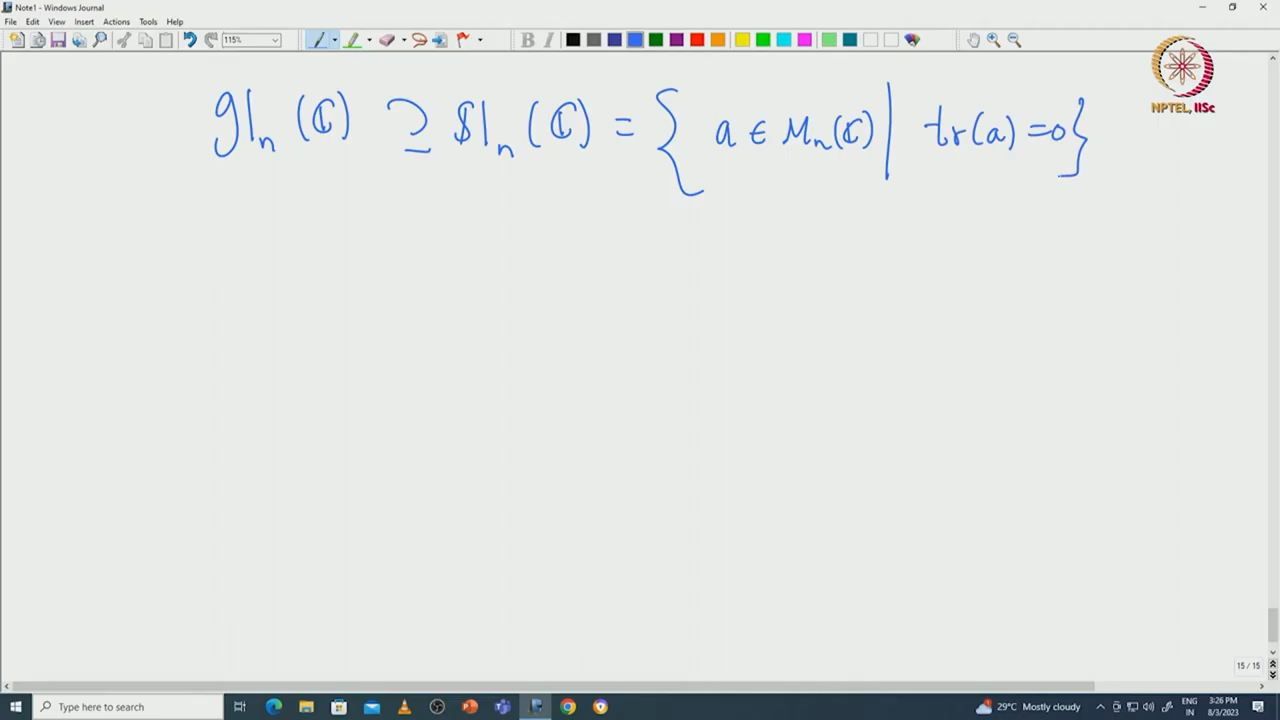 Note1 - Windows Journal
File Edit View Insert Actions Tools Help
115%
B I
NPTEL, IISc
gl_n (ℂ) ⊇ $l_n (ℂ) = { a ∈ M_n(ℂ) | tr(a) = 0 }
15 / 15
Type here to search
29°C Mostly cloudy
ENG
IN
3:26 PM
8/3/2023